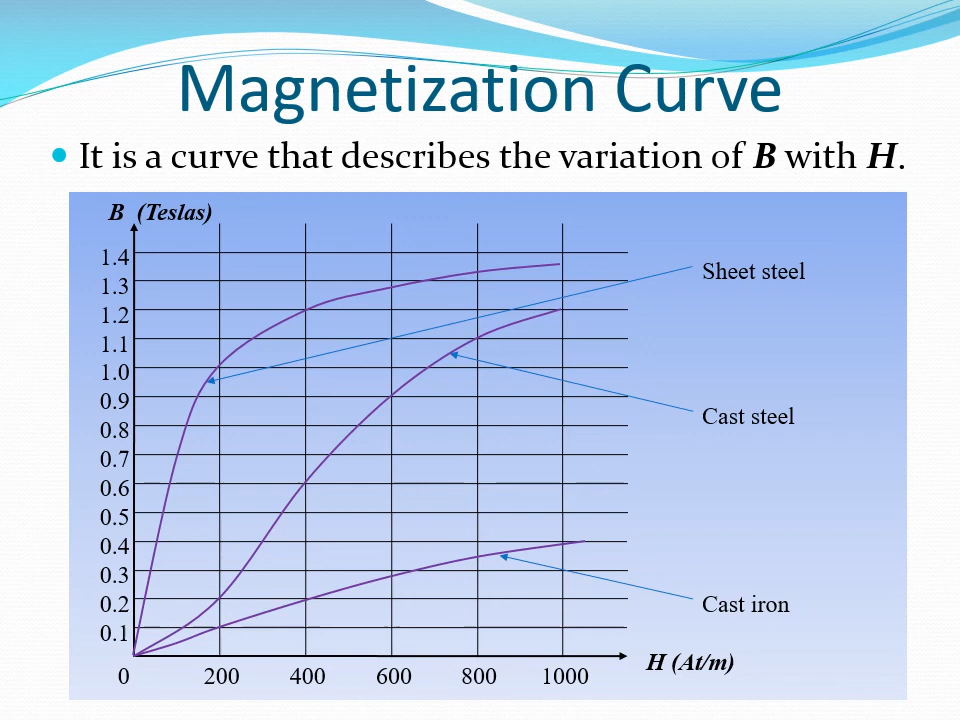 Magnetization Curve
It is a curve that describes the variation of B with H.
B (Teslas)
1.4
1.3
1.2
1.1
1.0
0.9
0.8
0.7
0.6
0.5
0.4
0.3
0.2
0.1
Sheet steel
Cast steel
Cast iron
H (At/m)
0 200 400 600 800 1000